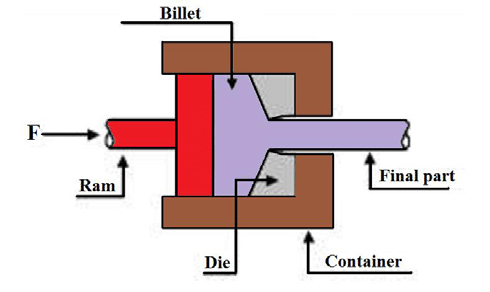 Billet
F
Ram
Final part
Die
Container